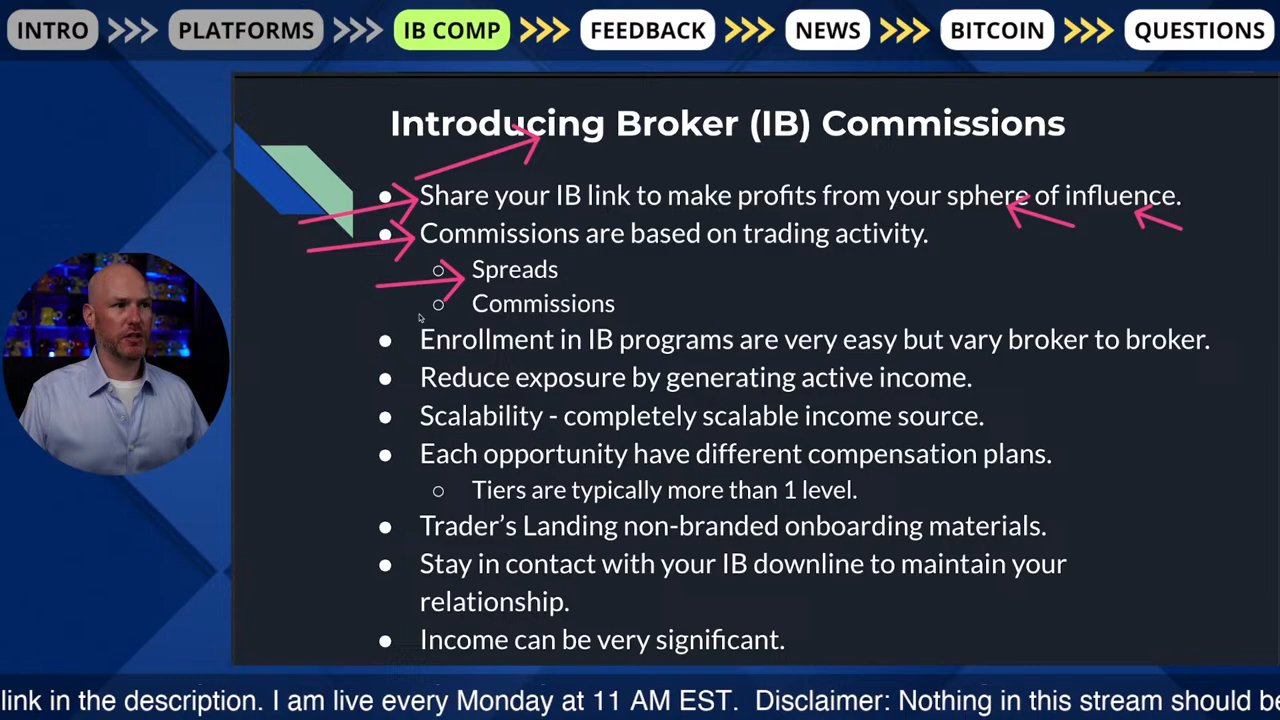 INTRO >>> PLATFORMS >>> IB COMP >>> FEEDBACK >>> NEWS >>> BITCOIN >>> QUESTIONS
Introducing Broker (IB) Commissions
● Share your IB link to make profits from your sphere of influence.
● Commissions are based on trading activity.
○ Spreads
○ Commissions
● Enrollment in IB programs are very easy but vary broker to broker.
● Reduce exposure by generating active income.
● Scalability - completely scalable income source.
● Each opportunity have different compensation plans.
○ Tiers are typically more than 1 level.
● Trader's Landing non-branded onboarding materials.
● Stay in contact with your IB downline to maintain your
relationship.
● Income can be very significant.
link in the description. I am live every Monday at 11 AM EST. Disclaimer: Nothing in this stream should